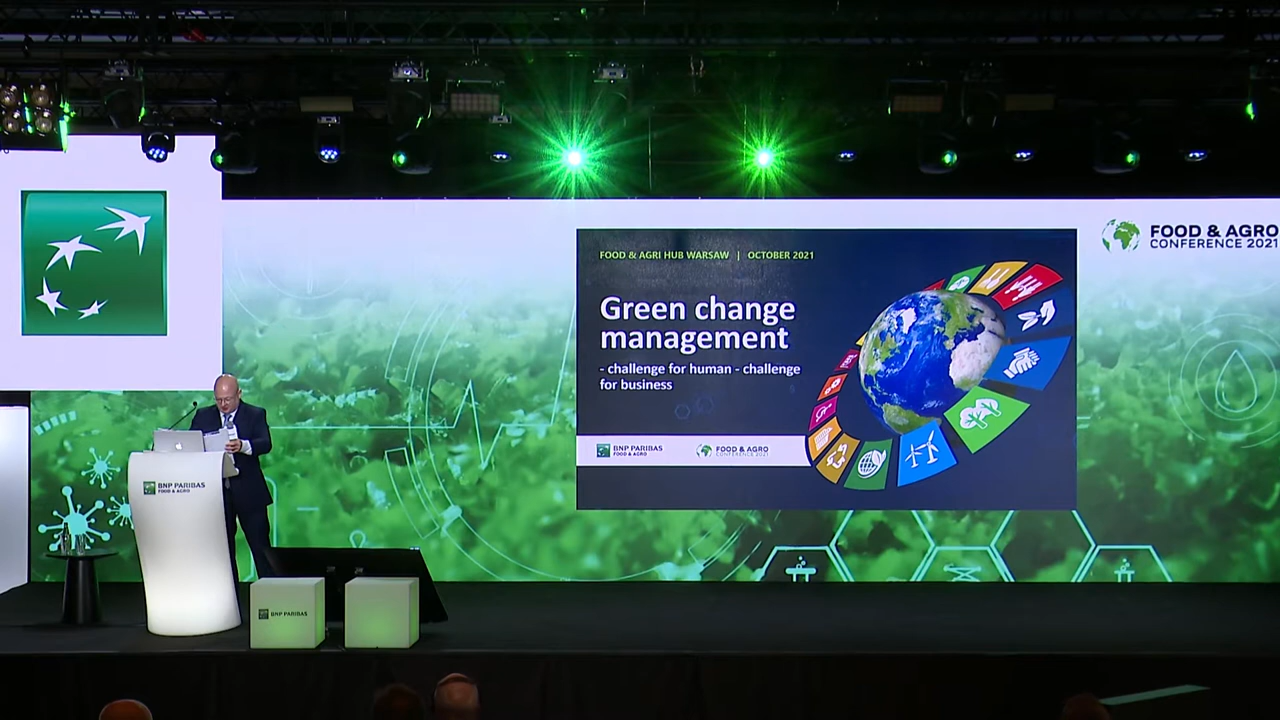 FOOD & AGRO
CONFERENCE 2021
FOOD & AGRI HUB WARSAW | OCTOBER 2021
Green change
management
- challenge for human - challenge
for business
BNP PARIBAS
FOOD & AGRO
FOOD & AGRO
CONFERENCE 2021
BNP PARIBAS
FOOD & AGRO
BNP PARIBAS